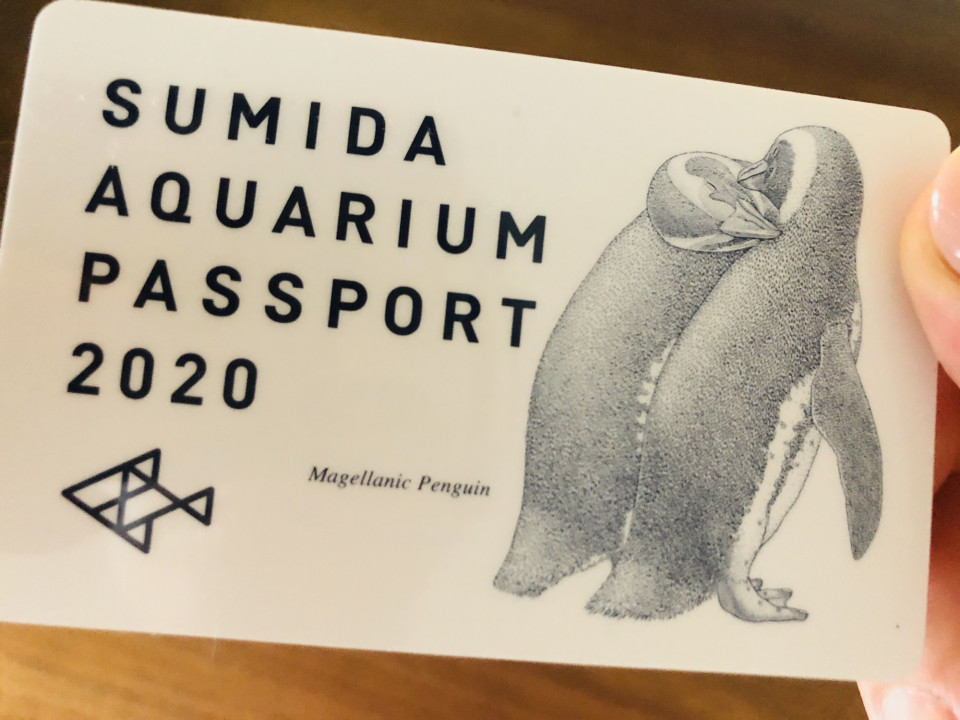 SUMIDA
AQUARIUM
PASSPORT
2020
Magellanic Penguin